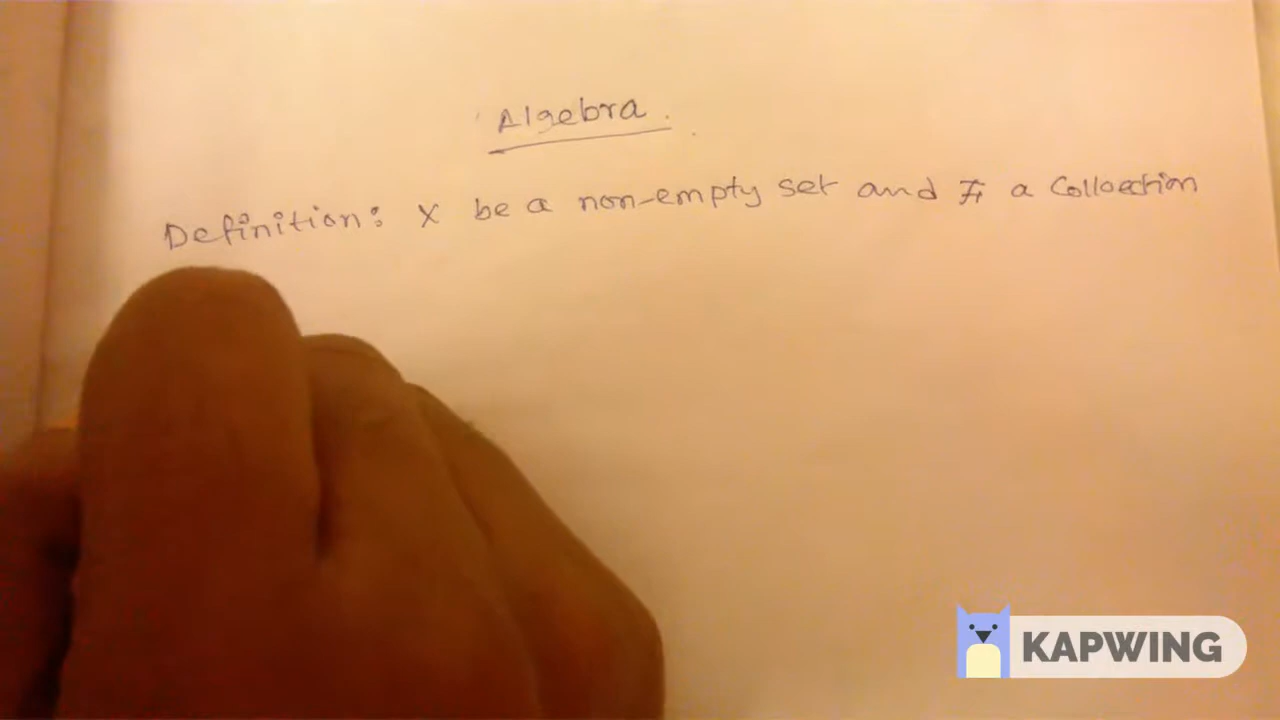 Algebra.
Definition: X be a non-empty set and ℱ a Collection
KAPWING